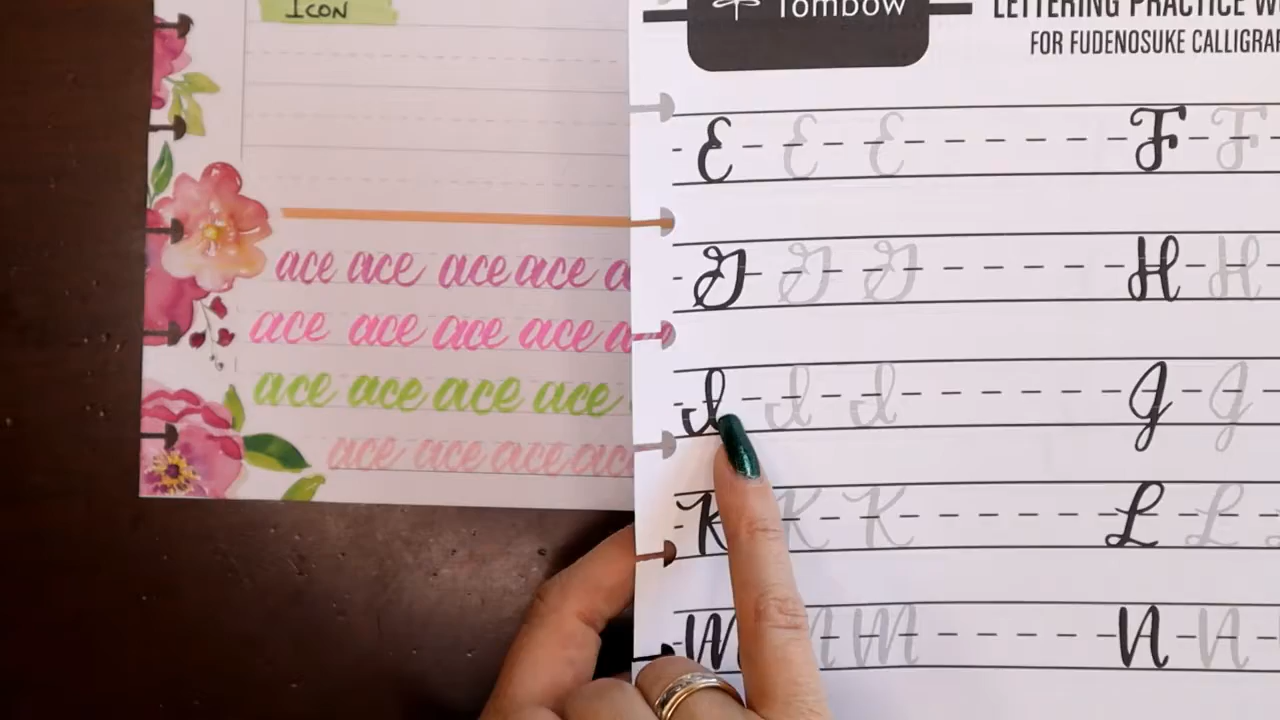 ICON
ace ace ace ace
ace ace ace ace
ace ace ace ace
ace ace ace ace
Tombow
LETTERING PRACTICE
FOR FUDENOSUKE
E E E F F
G G G H H
I I I J J
K K K L L
M M M N N